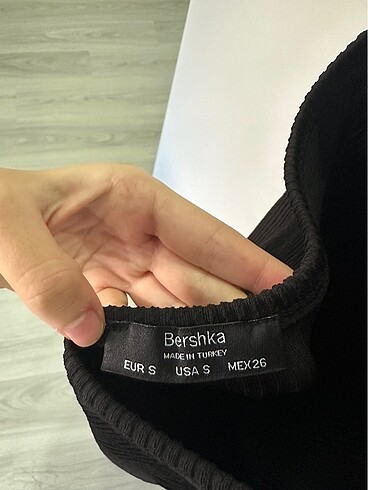 Bershka
MADE IN TURKEY
EUR S USA S MEX 26